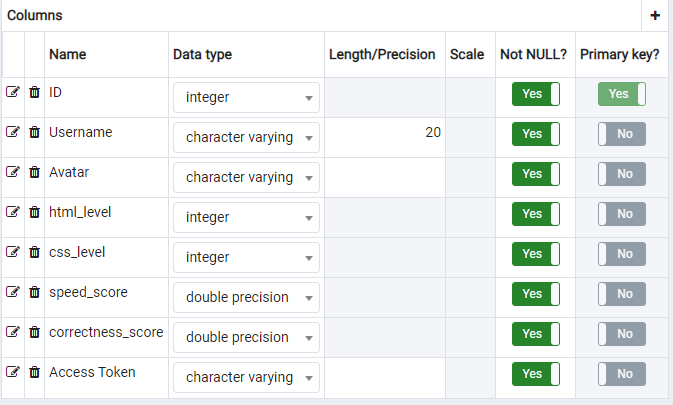 Columns +
Name Data type Length/Precision Scale Not NULL? Primary key?
ID integer Yes Yes
Username character varying 20 Yes No
Avatar character varying Yes No
html_level integer Yes No
css_level integer Yes No
speed_score double precision Yes No
correctness_score double precision Yes No
Access Token character varying Yes No